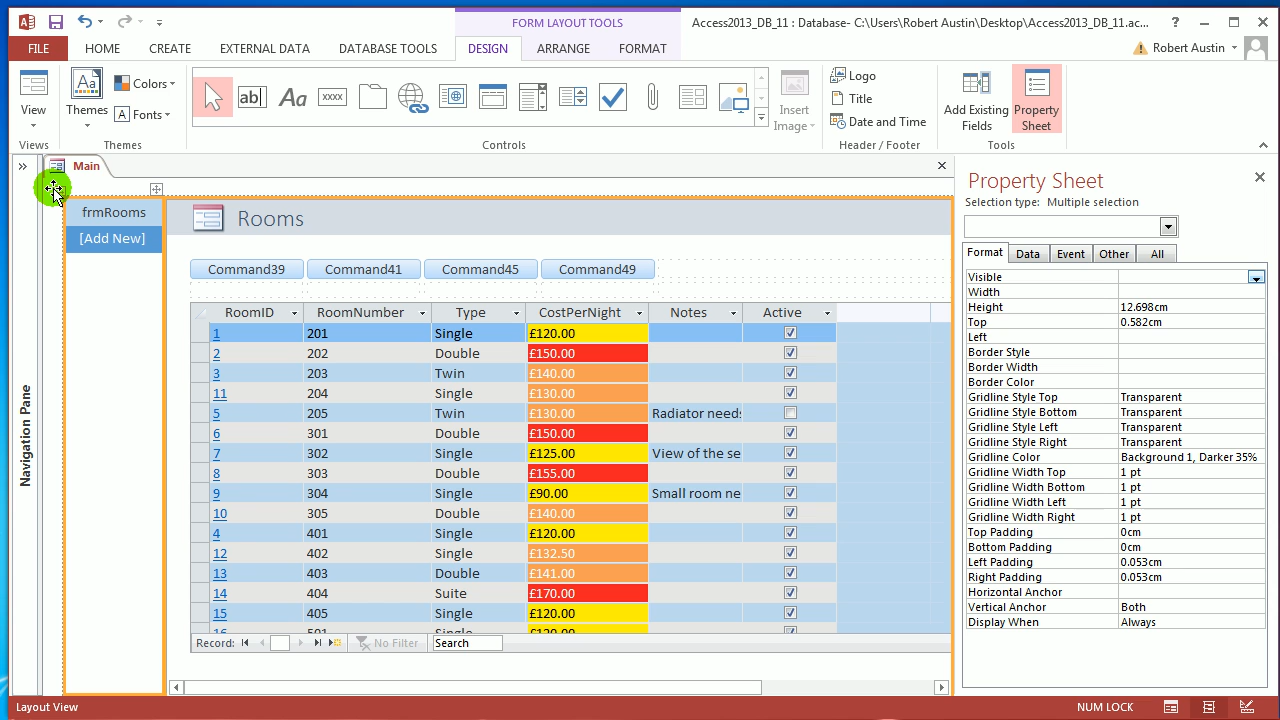 FORM LAYOUT TOOLS
Access2013_DB_11 : Database- C:\Users\Robert Austin\Desktop\Access2013_DB_11.ac...
?
FILE HOME CREATE EXTERNAL DATA DATABASE TOOLS DESIGN ARRANGE FORMAT Robert Austin
View
Views
Aa Themes
Colors
Fonts
Themes
ab| Aa xxxx
Controls
Insert
Image
Logo
Title
Date and Time
Header / Footer
Add Existing
Fields
Property
Sheet
Tools
Main
Navigation Pane
frmRooms
[Add New]
Rooms
Command39 Command41 Command45 Command49
RoomID RoomNumber Type CostPerNight Notes Active
1 201 Single £120.00
2 202 Double £150.00
3 203 Twin £140.00
11 204 Single £130.00
5 205 Twin £130.00 Radiator needs
6 301 Double £150.00
7 302 Single £125.00 View of the se
8 303 Double £155.00
9 304 Single £90.00 Small room ne
10 305 Double £140.00
4 401 Single £120.00
12 402 Single £132.50
13 403 Double £141.00
14 404 Suite £170.00
15 405 Single £120.00
16 501 Single £120.00
Record: No Filter Search
Property Sheet
Selection type: Multiple selection
Format Data Event Other All
Visible
Width
Height 12.698cm
Top 0.582cm
Left
Border Style
Border Width
Border Color
Gridline Style Top Transparent
Gridline Style Bottom Transparent
Gridline Style Left Transparent
Gridline Style Right Transparent
Gridline Color Background 1, Darker 35%
Gridline Width Top 1 pt
Gridline Width Bottom 1 pt
Gridline Width Left 1 pt
Gridline Width Right 1 pt
Top Padding 0cm
Bottom Padding 0cm
Left Padding 0.053cm
Right Padding 0.053cm
Horizontal Anchor
Vertical Anchor Both
Display When Always
Layout View NUM LOCK